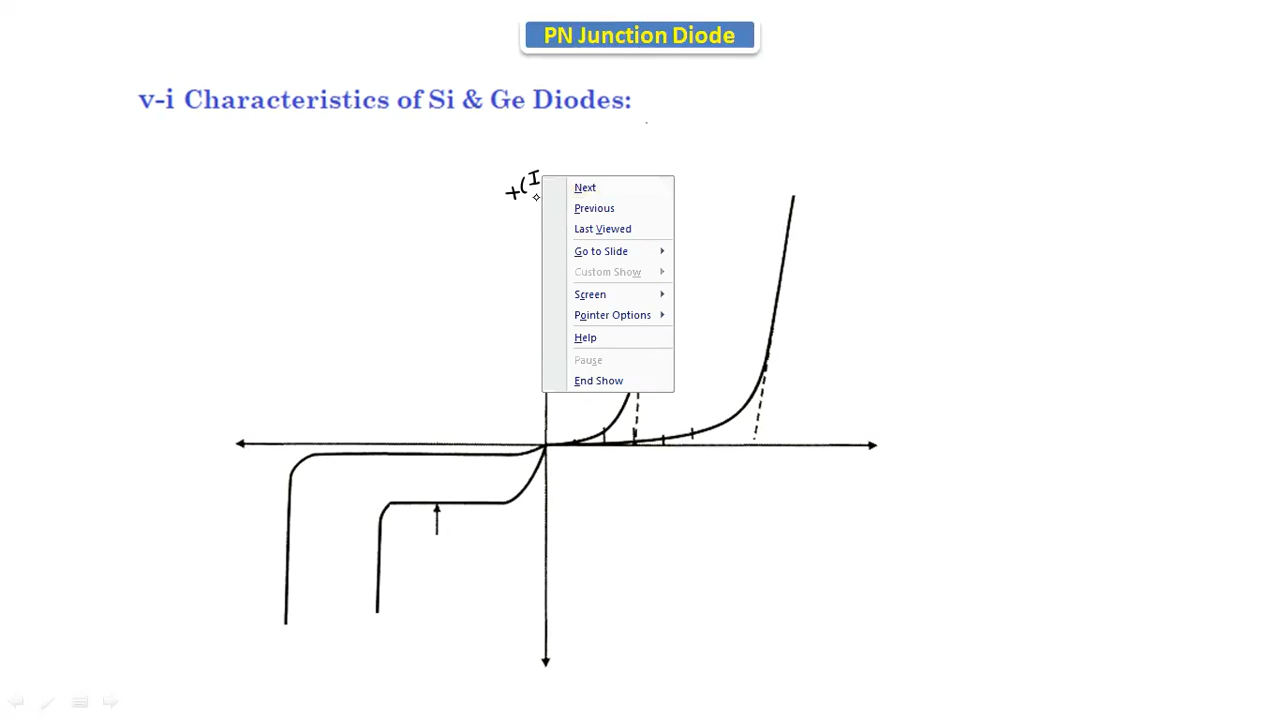 PN Junction Diode
v-i Characteristics of Si & Ge Diodes:
+(I
Next
Previous
Last Viewed
Go to Slide
Custom Show
Screen
Pointer Options
Help
Pause
End Show